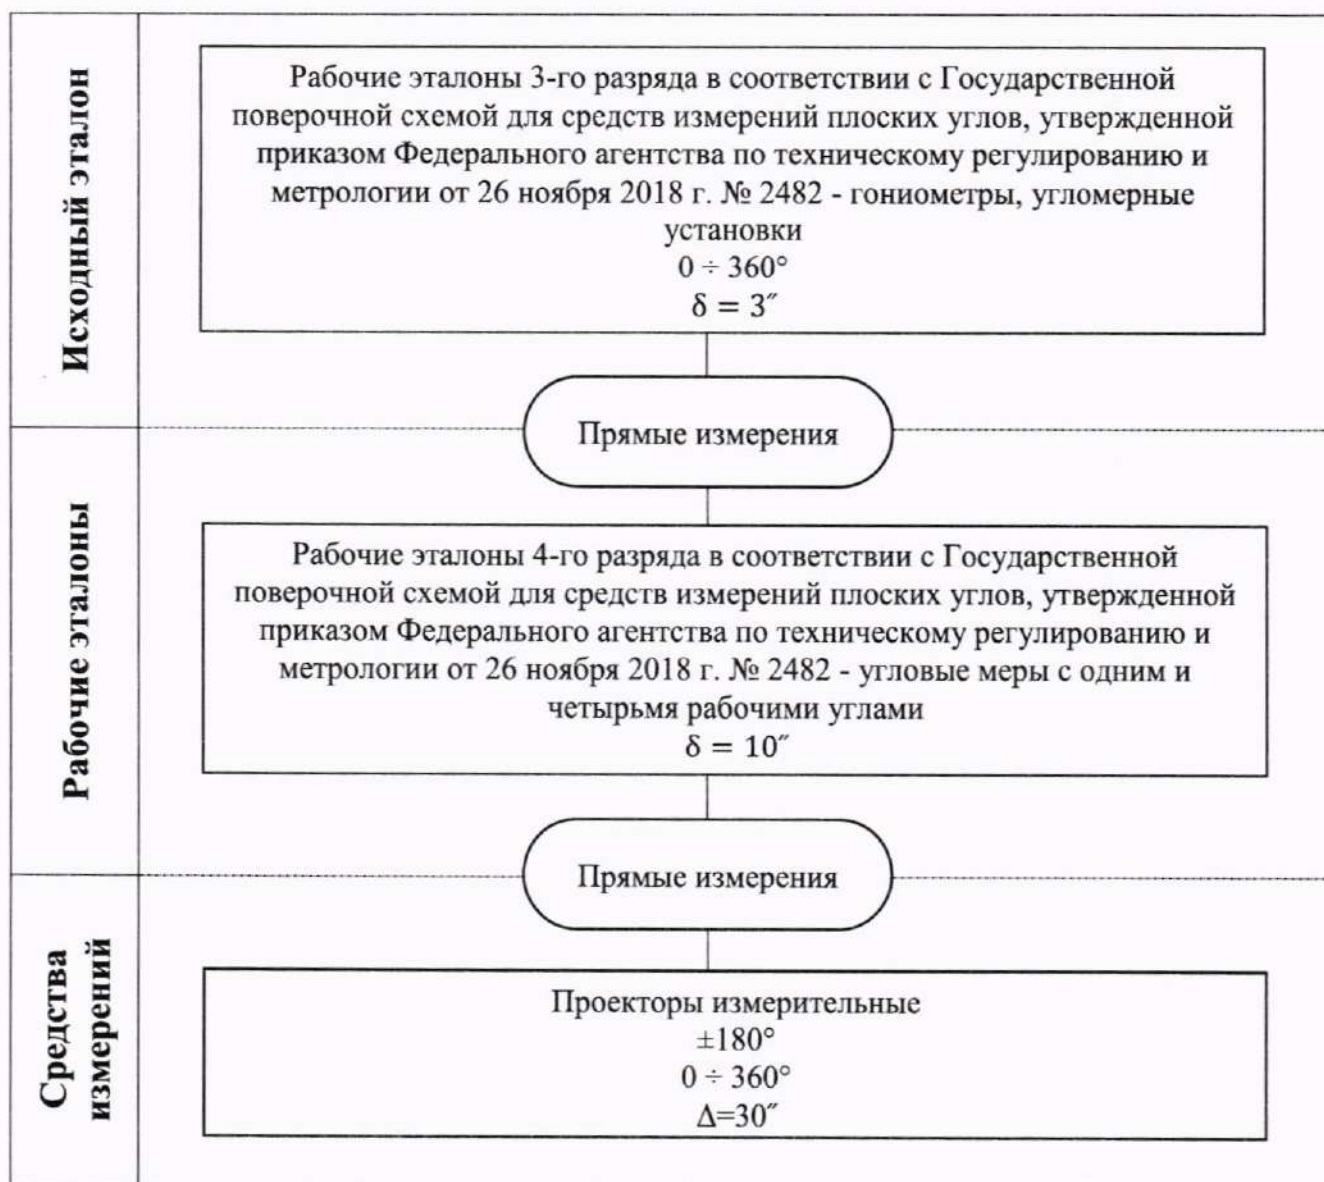 Исходный эталон
Рабочие эталоны 3-го разряда в соответствии с Государственной
поверочной схемой для средств измерений плоских углов, утвержденной
приказом Федерального агентства по техническому регулированию и
метрологии от 26 ноября 2018 г. № 2482 - гониометры, угломерные
установки
0 ÷ 360°
δ = 3″
Прямые измерения
Рабочие эталоны
Рабочие эталоны 4-го разряда в соответствии с Государственной
поверочной схемой для средств измерений плоских углов, утвержденной
приказом Федерального агентства по техническому регулированию и
метрологии от 26 ноября 2018 г. № 2482 - угловые меры с одним и
четырьмя рабочими углами
δ = 10″
Прямые измерения
Средства
измерений
Проекторы измерительные
±180°
0 ÷ 360°
Δ=30″